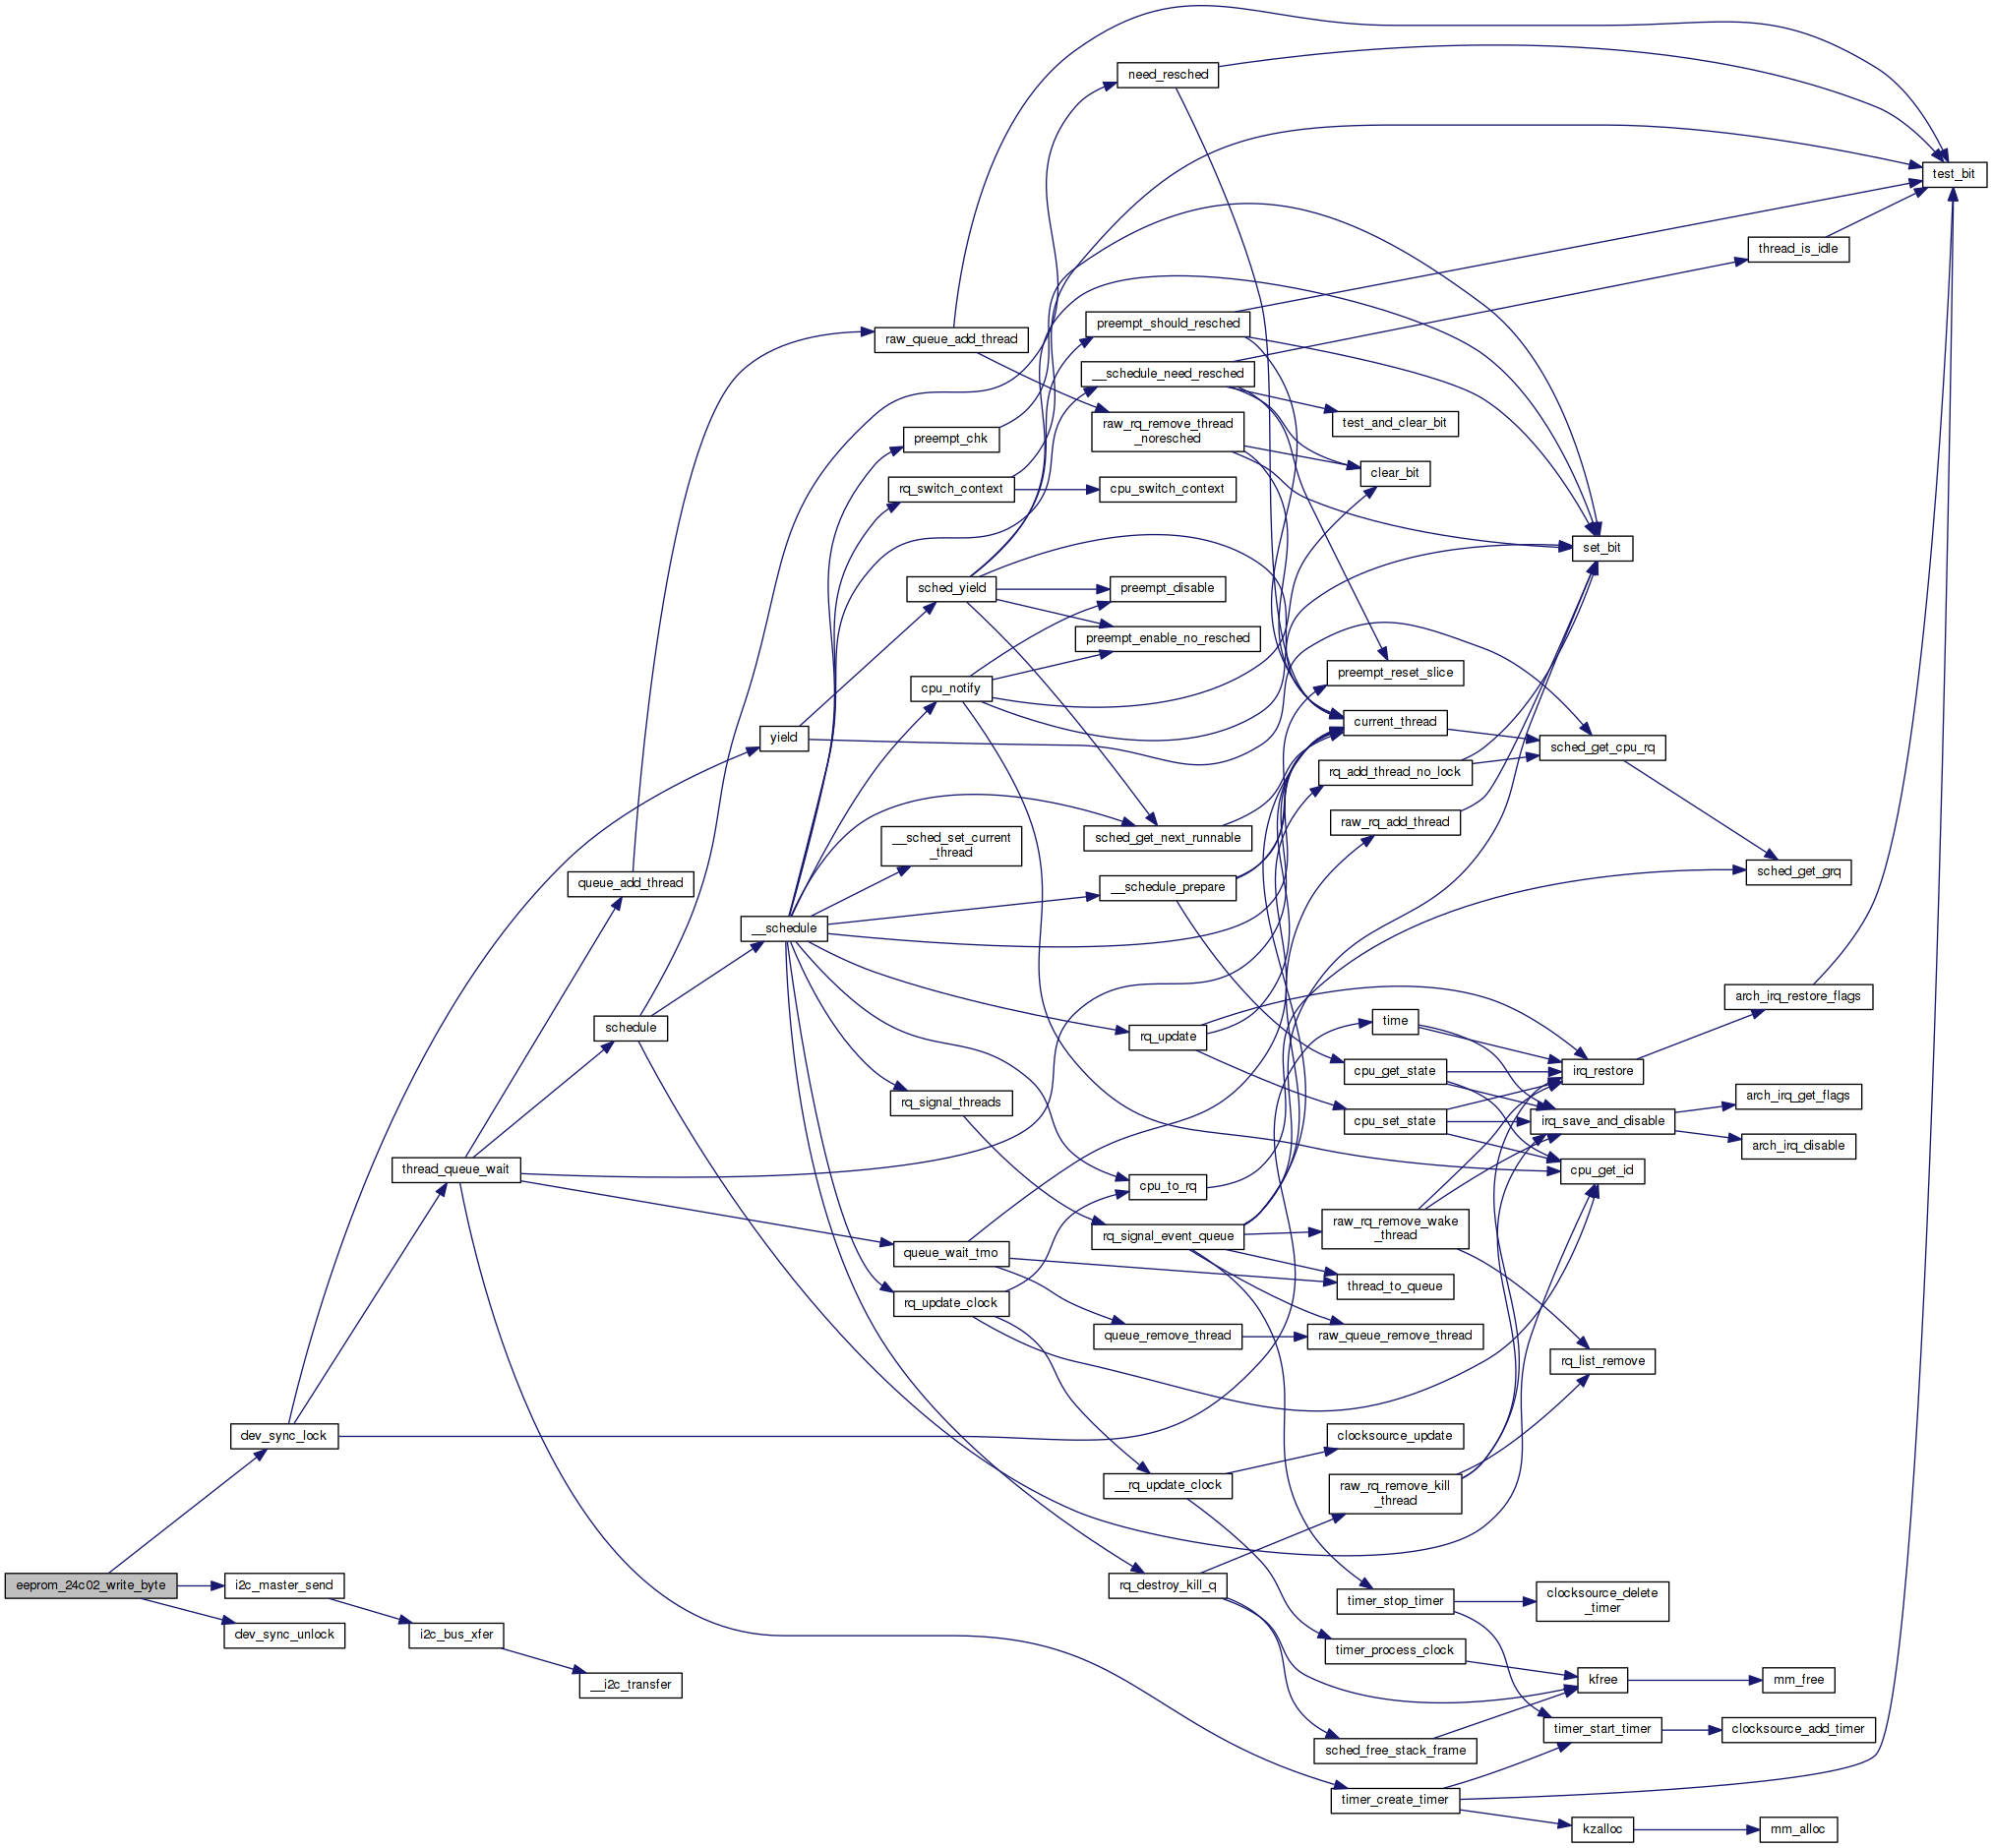 need_resched
test_bit
thread_is_idle
preempt_should_resched
raw_queue_add_thread
__schedule_need_resched
test_and_clear_bit
raw_rq_remove_thread
_noresched
preempt_chk
clear_bit
rq_switch_context
cpu_switch_context
set_bit
sched_yield
preempt_disable
preempt_enable_no_resched
preempt_reset_slice
cpu_notify
current_thread
yield
sched_get_cpu_rq
rq_add_thread_no_lock
raw_rq_add_thread
__sched_set_current
_thread
sched_get_next_runnable
sched_get_grq
queue_add_thread
__schedule_prepare
__schedule
arch_irq_restore_flags
schedule
time
rq_update
cpu_get_state
irq_restore
rq_signal_threads
arch_irq_get_flags
cpu_set_state
irq_save_and_disable
arch_irq_disable
thread_queue_wait
cpu_get_id
cpu_to_rq
raw_rq_remove_wake
_thread
rq_signal_event_queue
queue_wait_tmo
thread_to_queue
rq_update_clock
queue_remove_thread
raw_queue_remove_thread
rq_list_remove
dev_sync_lock
clocksource_update
__rq_update_clock
raw_rq_remove_kill
_thread
eeprom_24c02_write_byte
i2c_master_send
rq_destroy_kill_q
timer_stop_timer
clocksource_delete
_timer
dev_sync_unlock
i2c_bus_xfer
timer_process_clock
__i2c_transfer
kfree
mm_free
timer_start_timer
clocksource_add_timer
sched_free_stack_frame
timer_create_timer
kzalloc
mm_alloc